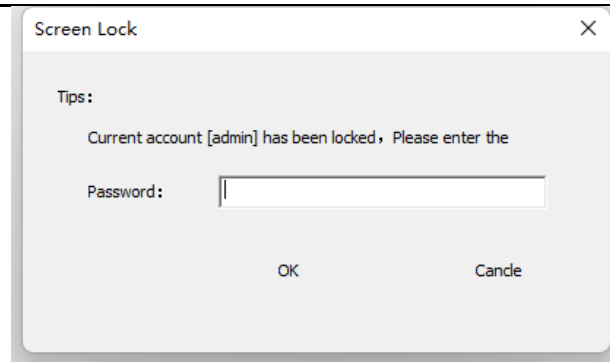 Screen Lock
Tips:
Current account [admin] has been locked, Please enter the
Password:
OK Cancle